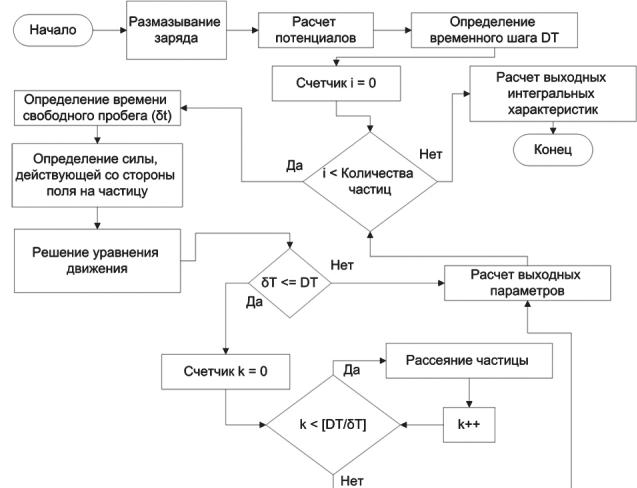 Начало
Размазывание
заряда
Расчет
потенциалов
Определение
временного шага DT
Счетчик i = 0
Расчет выходных
интегральных
характеристик
Конец
Определение времени
свободного пробега (δt)
Да
i < Количества
частиц
Нет
Определение силы,
действующей со стороны
поля на частицу
Решение уравнения
движения
δT <= DT
Нет
Да
Расчет выходных
параметров
Счетчик k = 0
Да
Рассеяние частицы
k < [DT/δT]
k++
Нет